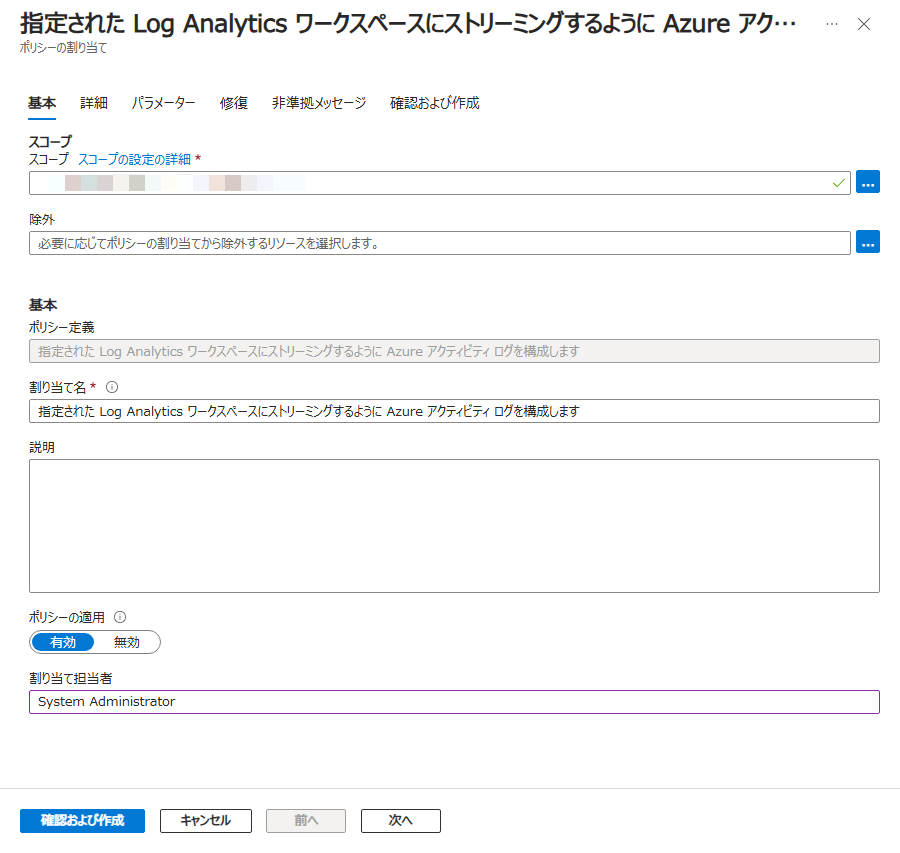 指定された Log Analytics ワークスペースにストリーミングするように Azure アク…
ポリシーの割り当て
基本 詳細 パラメーター 修復 非準拠メッセージ 確認および作成
スコープ
スコープ スコープの設定の詳細 *
除外
必要に応じてポリシーの割り当てから除外するリソースを選択します。
基本
ポリシー定義
指定された Log Analytics ワークスペースにストリーミングするように Azure アクティビティ ログを構成します
割り当て名 *
指定された Log Analytics ワークスペースにストリーミングするように Azure アクティビティ ログを構成します
説明
ポリシーの適用
有効 無効
割り当て担当者
System Administrator
確認および作成 キャンセル 前へ 次へ